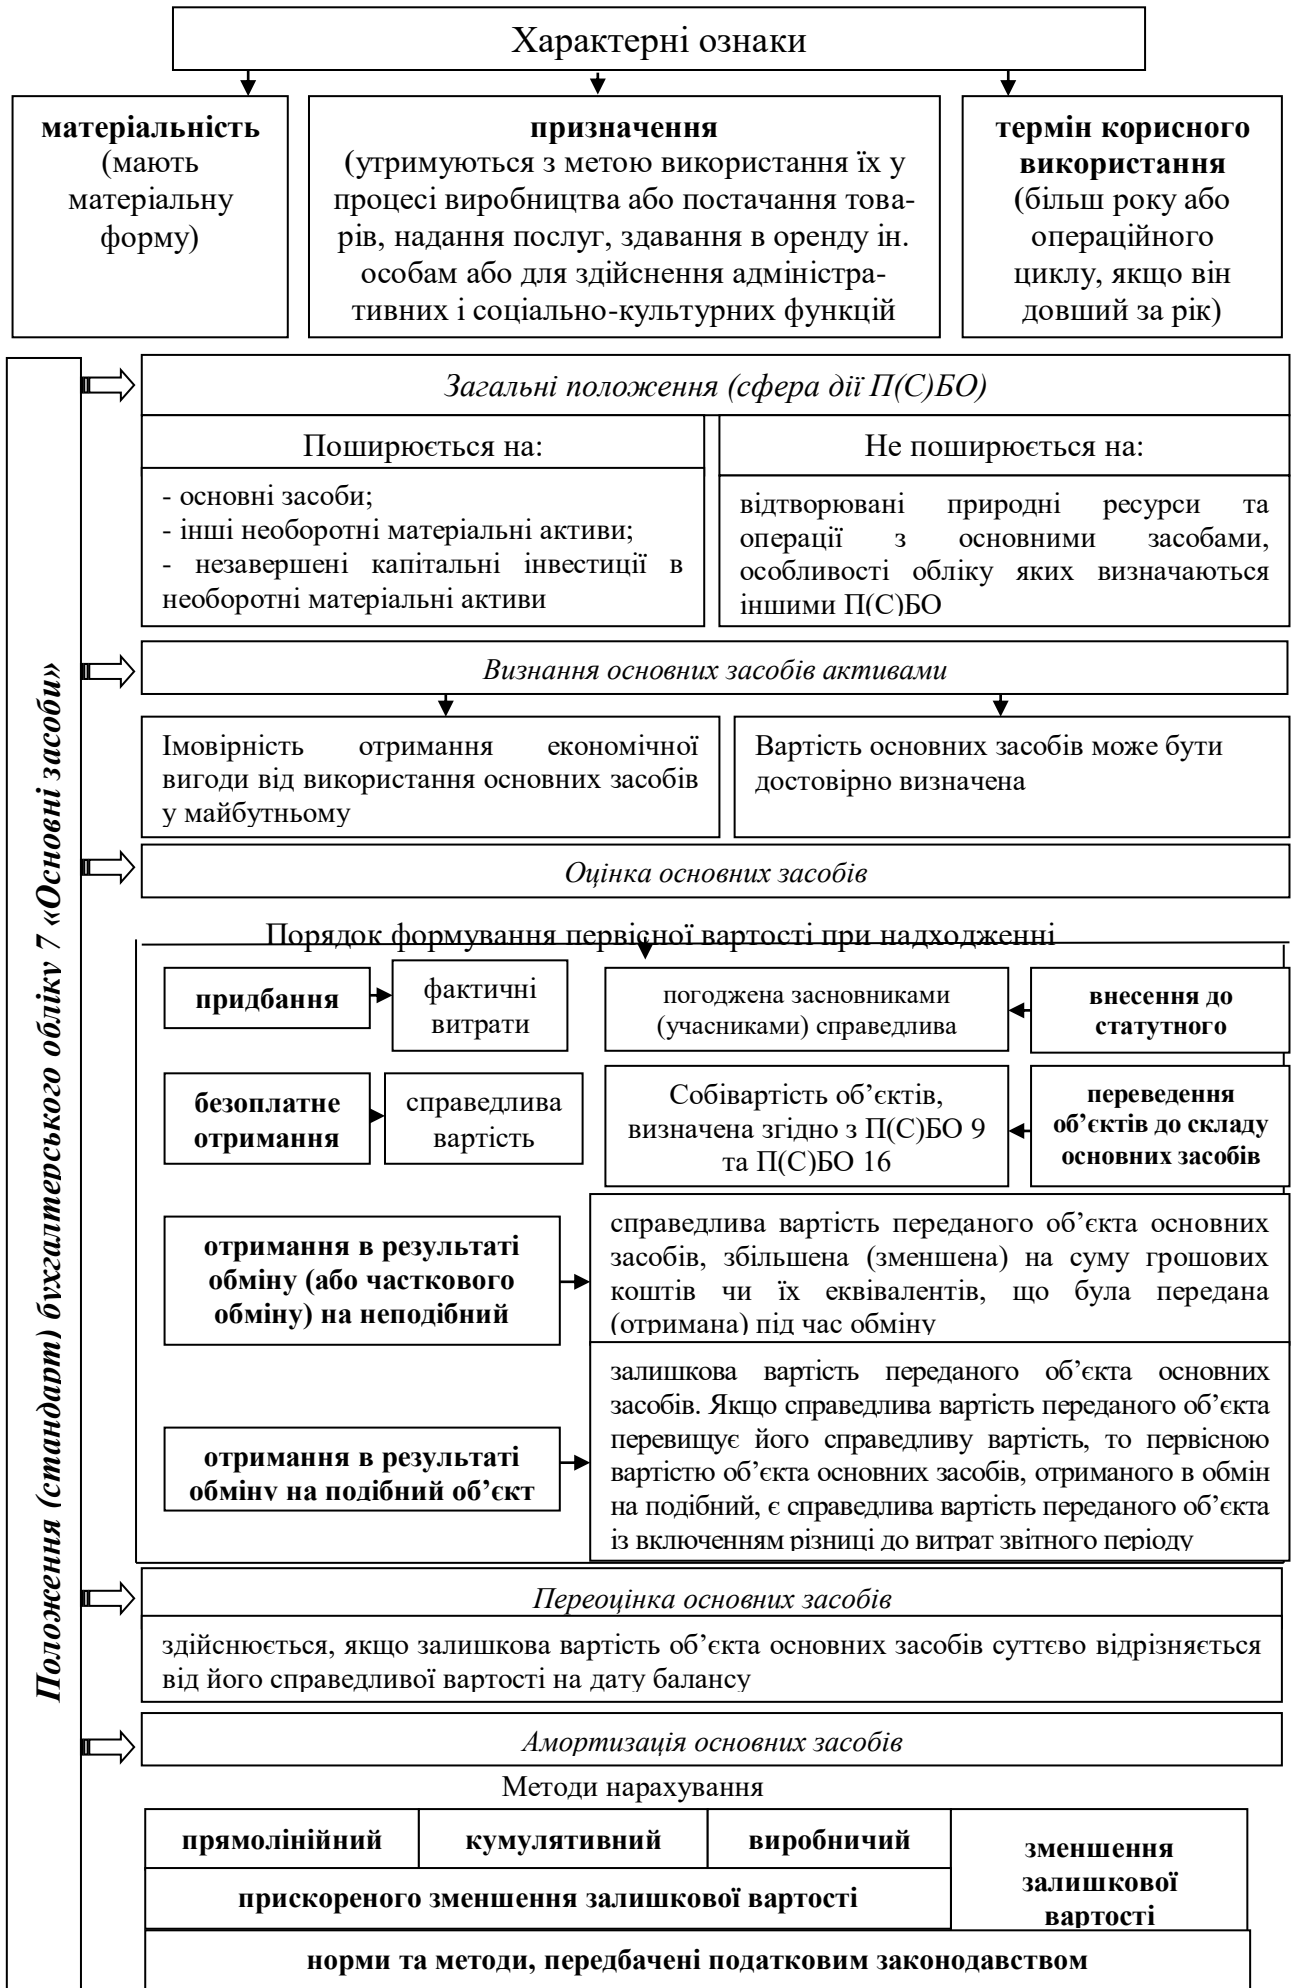 Характерні ознаки
матеріальність
(мають
матеріальну
форму)
призначення
(утримуються з метою використання їх у
процесі виробництва або постачання това-
рів, надання послуг, здавання в оренду ін.
особам або для здійснення адміністра-
тивних і соціально-культурних функцій
термін корисного
використання
(більш року або
операційного
циклу, якщо він
довший за рік)
Положення (стандарт) бухгалтерського обліку 7 «Основні засоби»
Загальні положення (сфера дії П(С)БО)
Поширюється на:
- основні засоби;
- інші необоротні матеріальні активи;
- незавершені капітальні інвестиції в
необоротні матеріальні активи
Не поширюється на:
відтворювані природні ресурси та
операції з основними засобами,
особливості обліку яких визначаються
іншими П(С)БО
Визнання основних засобів активами
Імовірність отримання економічної
вигоди від використання основних засобів
у майбутньому
Вартість основних засобів може бути
достовірно визначена
Оцінка основних засобів
Порядок формування первісної вартості при надходженні
придбання
фактичні
витрати
погоджена засновниками
(учасниками) справедлива
внесення до
статутного
безоплатне
отримання
справедлива
вартість
Собівартість об’єктів,
визначена згідно з П(С)БО 9
та П(С)БО 16
переведення
об’єктів до складу
основних засобів
отримання в результаті
обміну (або часткового
обміну) на неподібний
справедлива вартість переданого об’єкта основних
засобів, збільшена (зменшена) на суму грошових
коштів чи їх еквівалентів, що була передана
(отримана) під час обміну
отримання в результаті
обміну на подібний об’єкт
залишкова вартість переданого об’єкта основних
засобів. Якщо справедлива вартість переданого об’єкта
перевищує його справедливу вартість, то первісною
вартістю об’єкта основних засобів, отриманого в обмін
на подібний, є справедлива вартість переданого об’єкта
із включенням різниці до витрат звітного періоду
Переоцінка основних засобів
здійснюється, якщо залишкова вартість об’єкта основних засобів суттєво відрізняється
від його справедливої вартості на дату балансу
Амортизація основних засобів
Методи нарахування
прямолінійний
кумулятивний
виробничий
зменшення
залишкової
вартості
прискореного зменшення залишкової вартості
норми та методи, передбачені податковим законодавством